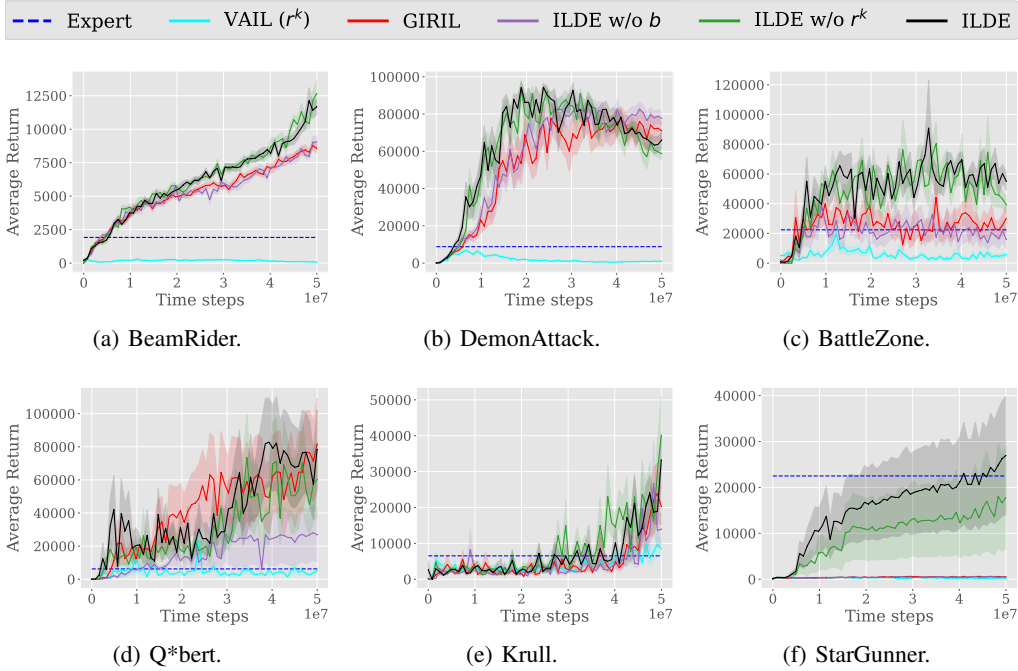 Expert VAIL (r^k) GIRIL ILDE w/o b ILDE w/o r^k ILDE
Average Return
12500
10000
7500
5000
2500
0
0 1 2 3 4 5
1e7
Time steps
(a) BeamRider.
Average Return
100000
80000
60000
40000
20000
0
0 1 2 3 4 5
1e7
Time steps
(b) DemonAttack.
Average Return
120000
100000
80000
60000
40000
20000
0
0 1 2 3 4 5
1e7
Time steps
(c) BattleZone.
Average Return
100000
80000
60000
40000
20000
0
0 1 2 3 4 5
1e7
Time steps
(d) Q*bert.
Average Return
50000
40000
30000
20000
10000
0
0 1 2 3 4 5
1e7
Time steps
(e) Krull.
Average Return
40000
30000
20000
10000
0
0 1 2 3 4 5
1e7
Time steps
(f) StarGunner.